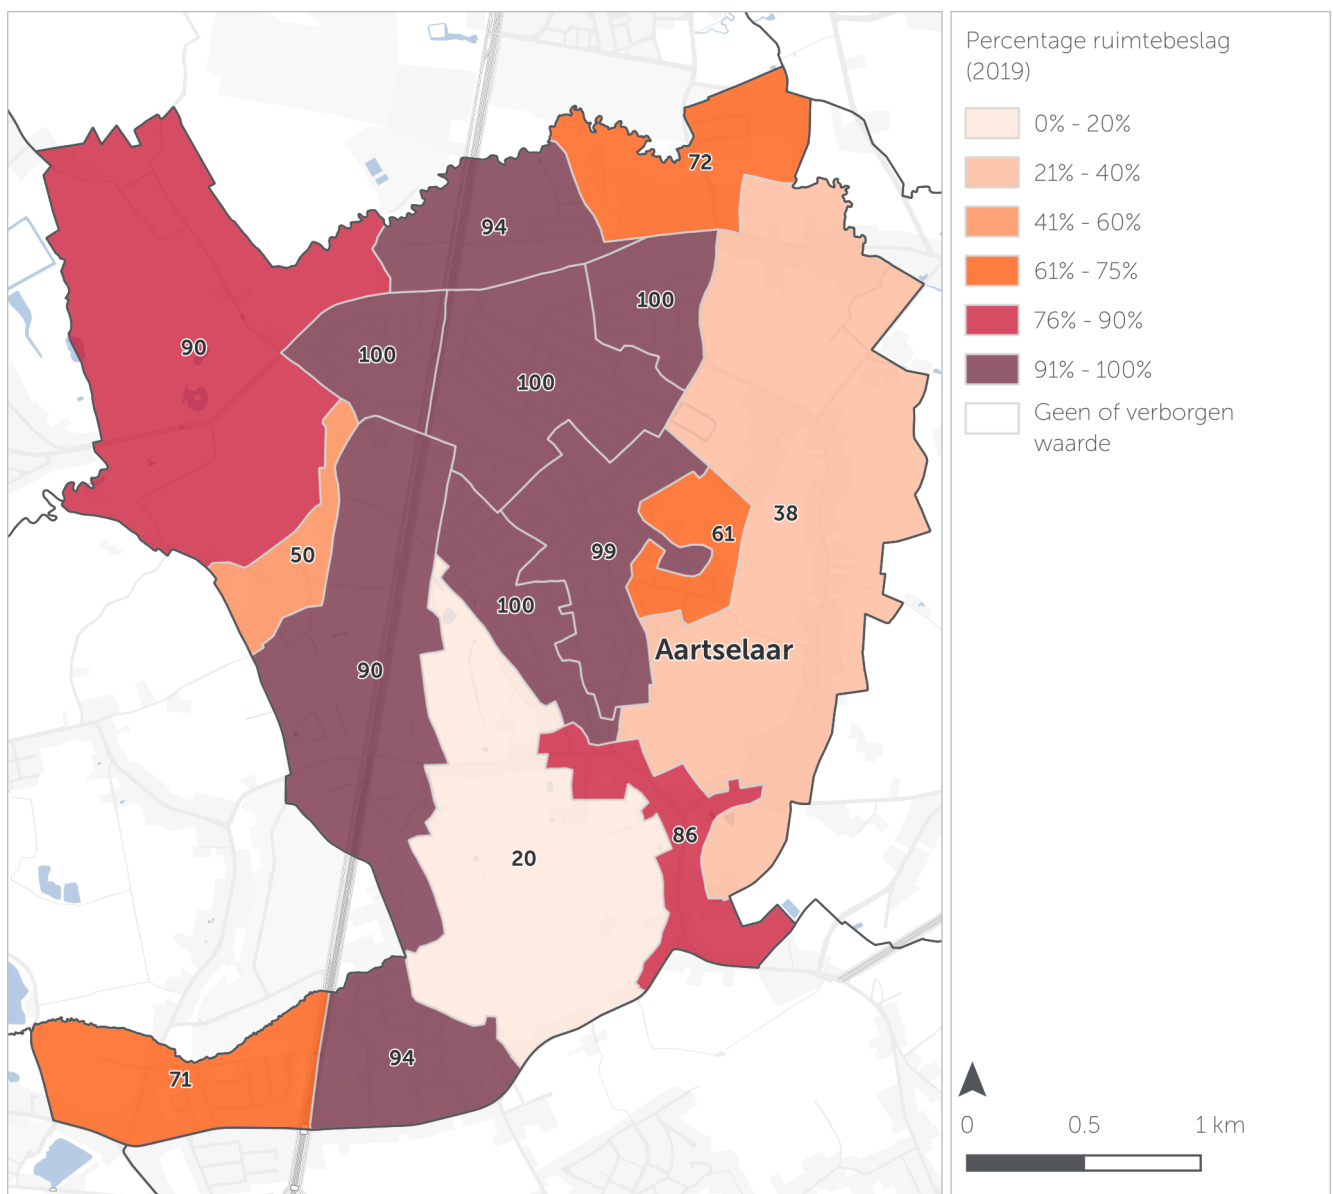 Percentage ruimtebeslag
(2019)
0% - 20%
21% - 40%
41% - 60%
61% - 75%
76% - 90%
91% - 100%
Geen of verborgen
waarde
72
94
100
90
100
100
38
61
99
50
100
Aartselaar
90
86
20
94
71
0 0.5 1 km